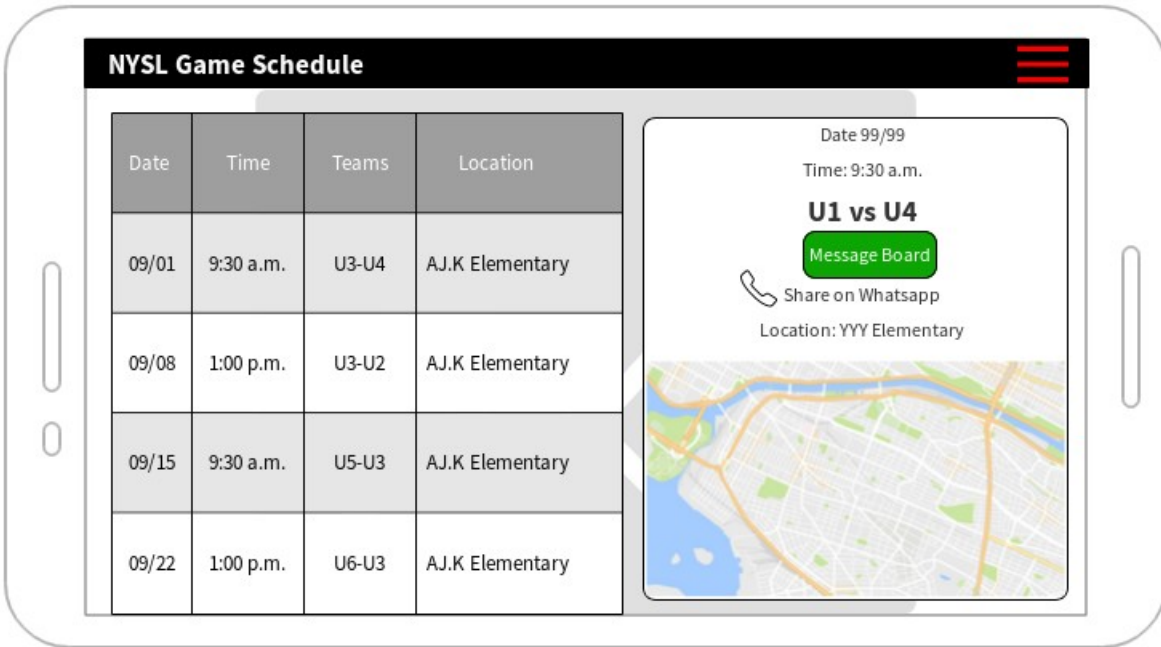 NYSL Game Schedule
Date Time Teams Location
09/01 9:30 a.m. U3-U4 AJ.K Elementary
09/08 1:00 p.m. U3-U2 AJ.K Elementary
09/15 9:30 a.m. U5-U3 AJ.K Elementary
09/22 1:00 p.m. U6-U3 AJ.K Elementary
Date 99/99
Time: 9:30 a.m.
U1 vs U4
Message Board
Share on Whatsapp
Location: YYY Elementary